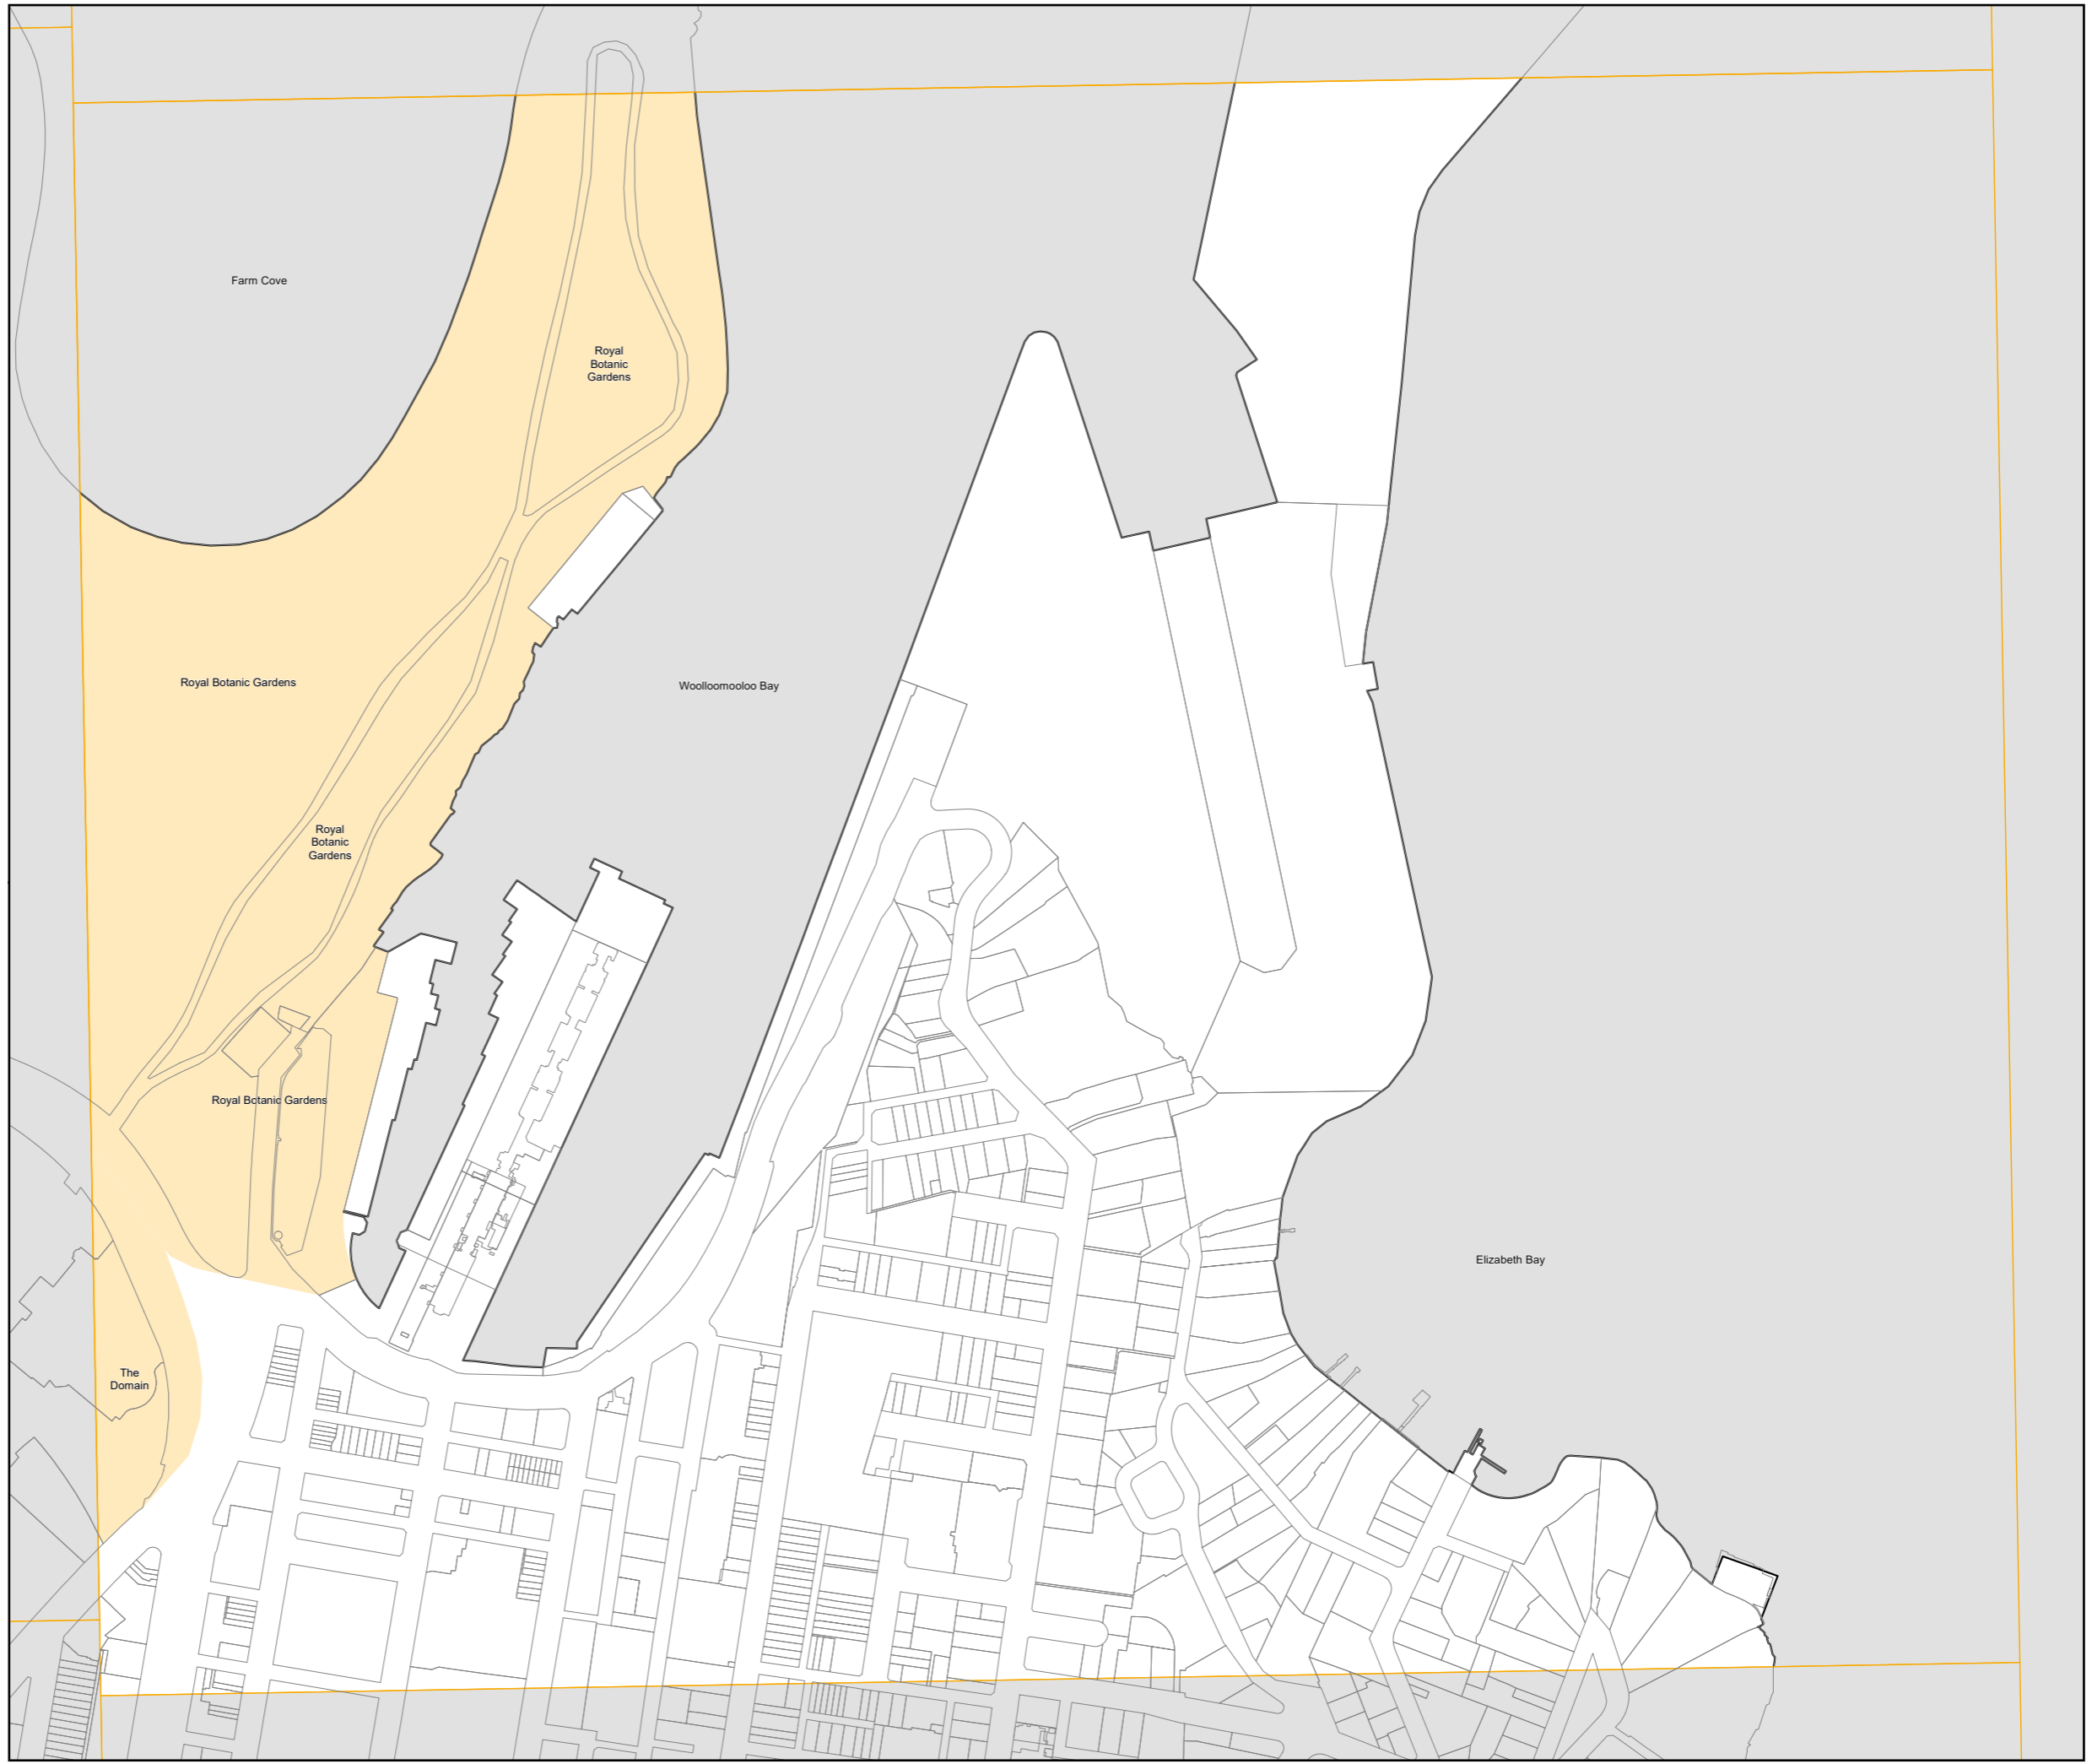 Farm Cove
Royal
Botanic
Gardens
Royal Botanic Gardens
Woolloomooloo Bay
Royal
Botanic
Gardens
Royal Botanic Gardens
Elizabeth Bay
The
Domain